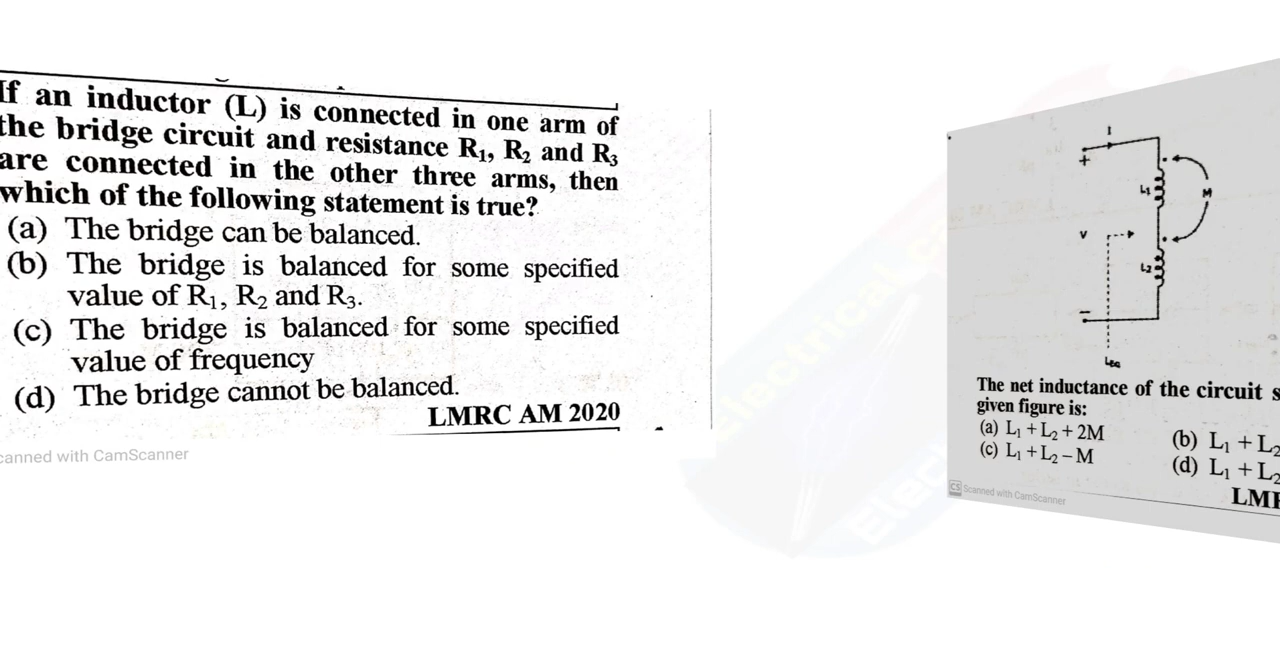 If an inductor (L) is connected in one arm of
the bridge circuit and resistance R₁, R₂ and R₃
are connected in the other three arms, then
which of the following statement is true?
(a) The bridge can be balanced.
(b) The bridge is balanced for some specified
value of R₁, R₂ and R₃.
(c) The bridge is balanced for some specified
value of frequency
(d) The bridge cannot be balanced.
LMRC AM 2020
canned with CamScanner
I
+
L₁
M
V
L₂
−
Leq
The net inductance of the circuit s
given figure is:
(a) L₁ + L₂ + 2M
(b) L₁ + L₂
(c) L₁ + L₂ − M
(d) L₁ + L₂
LMR
CS Scanned with CamScanner
Electrical
Elec